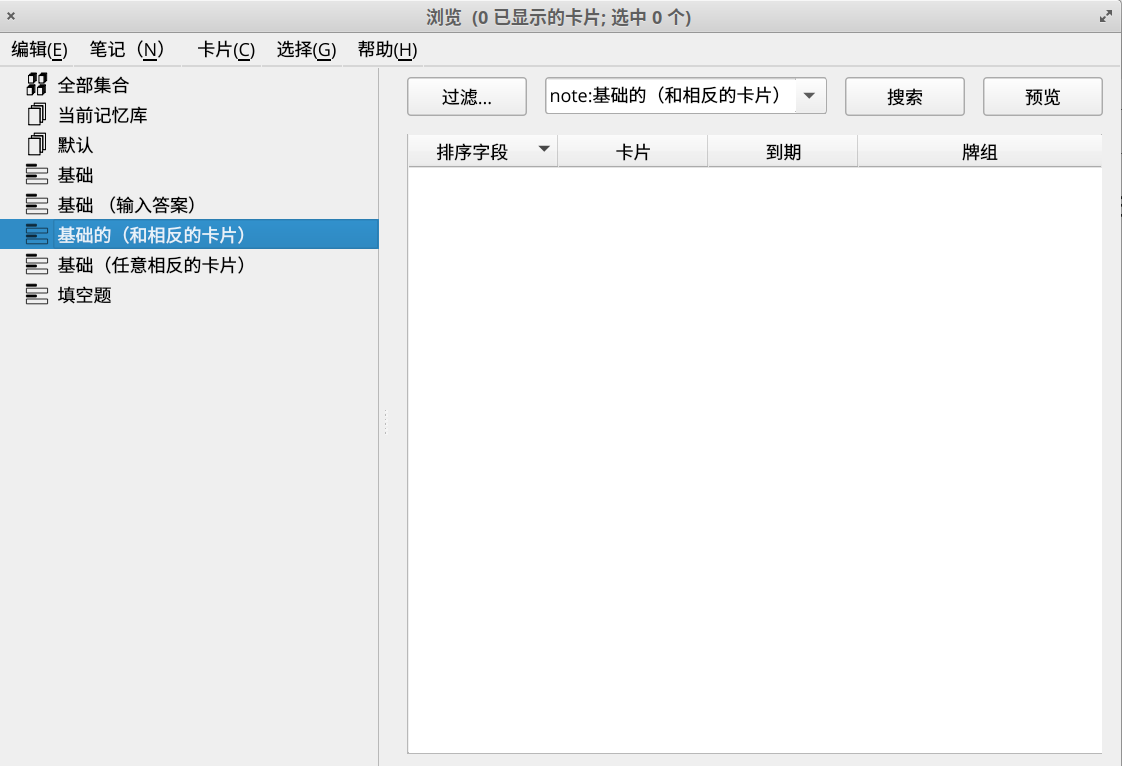 浏览 (0 已显示的卡片; 选中 0 个)
编辑(E) 笔记（N） 卡片(C) 选择(G) 帮助(H)
全部集合
当前记忆库
默认
基础
基础 （输入答案）
基础的（和相反的卡片）
基础（任意相反的卡片）
填空题
过滤... note:基础的（和相反的卡片） 搜索 预览
排序字段 卡片 到期 牌组